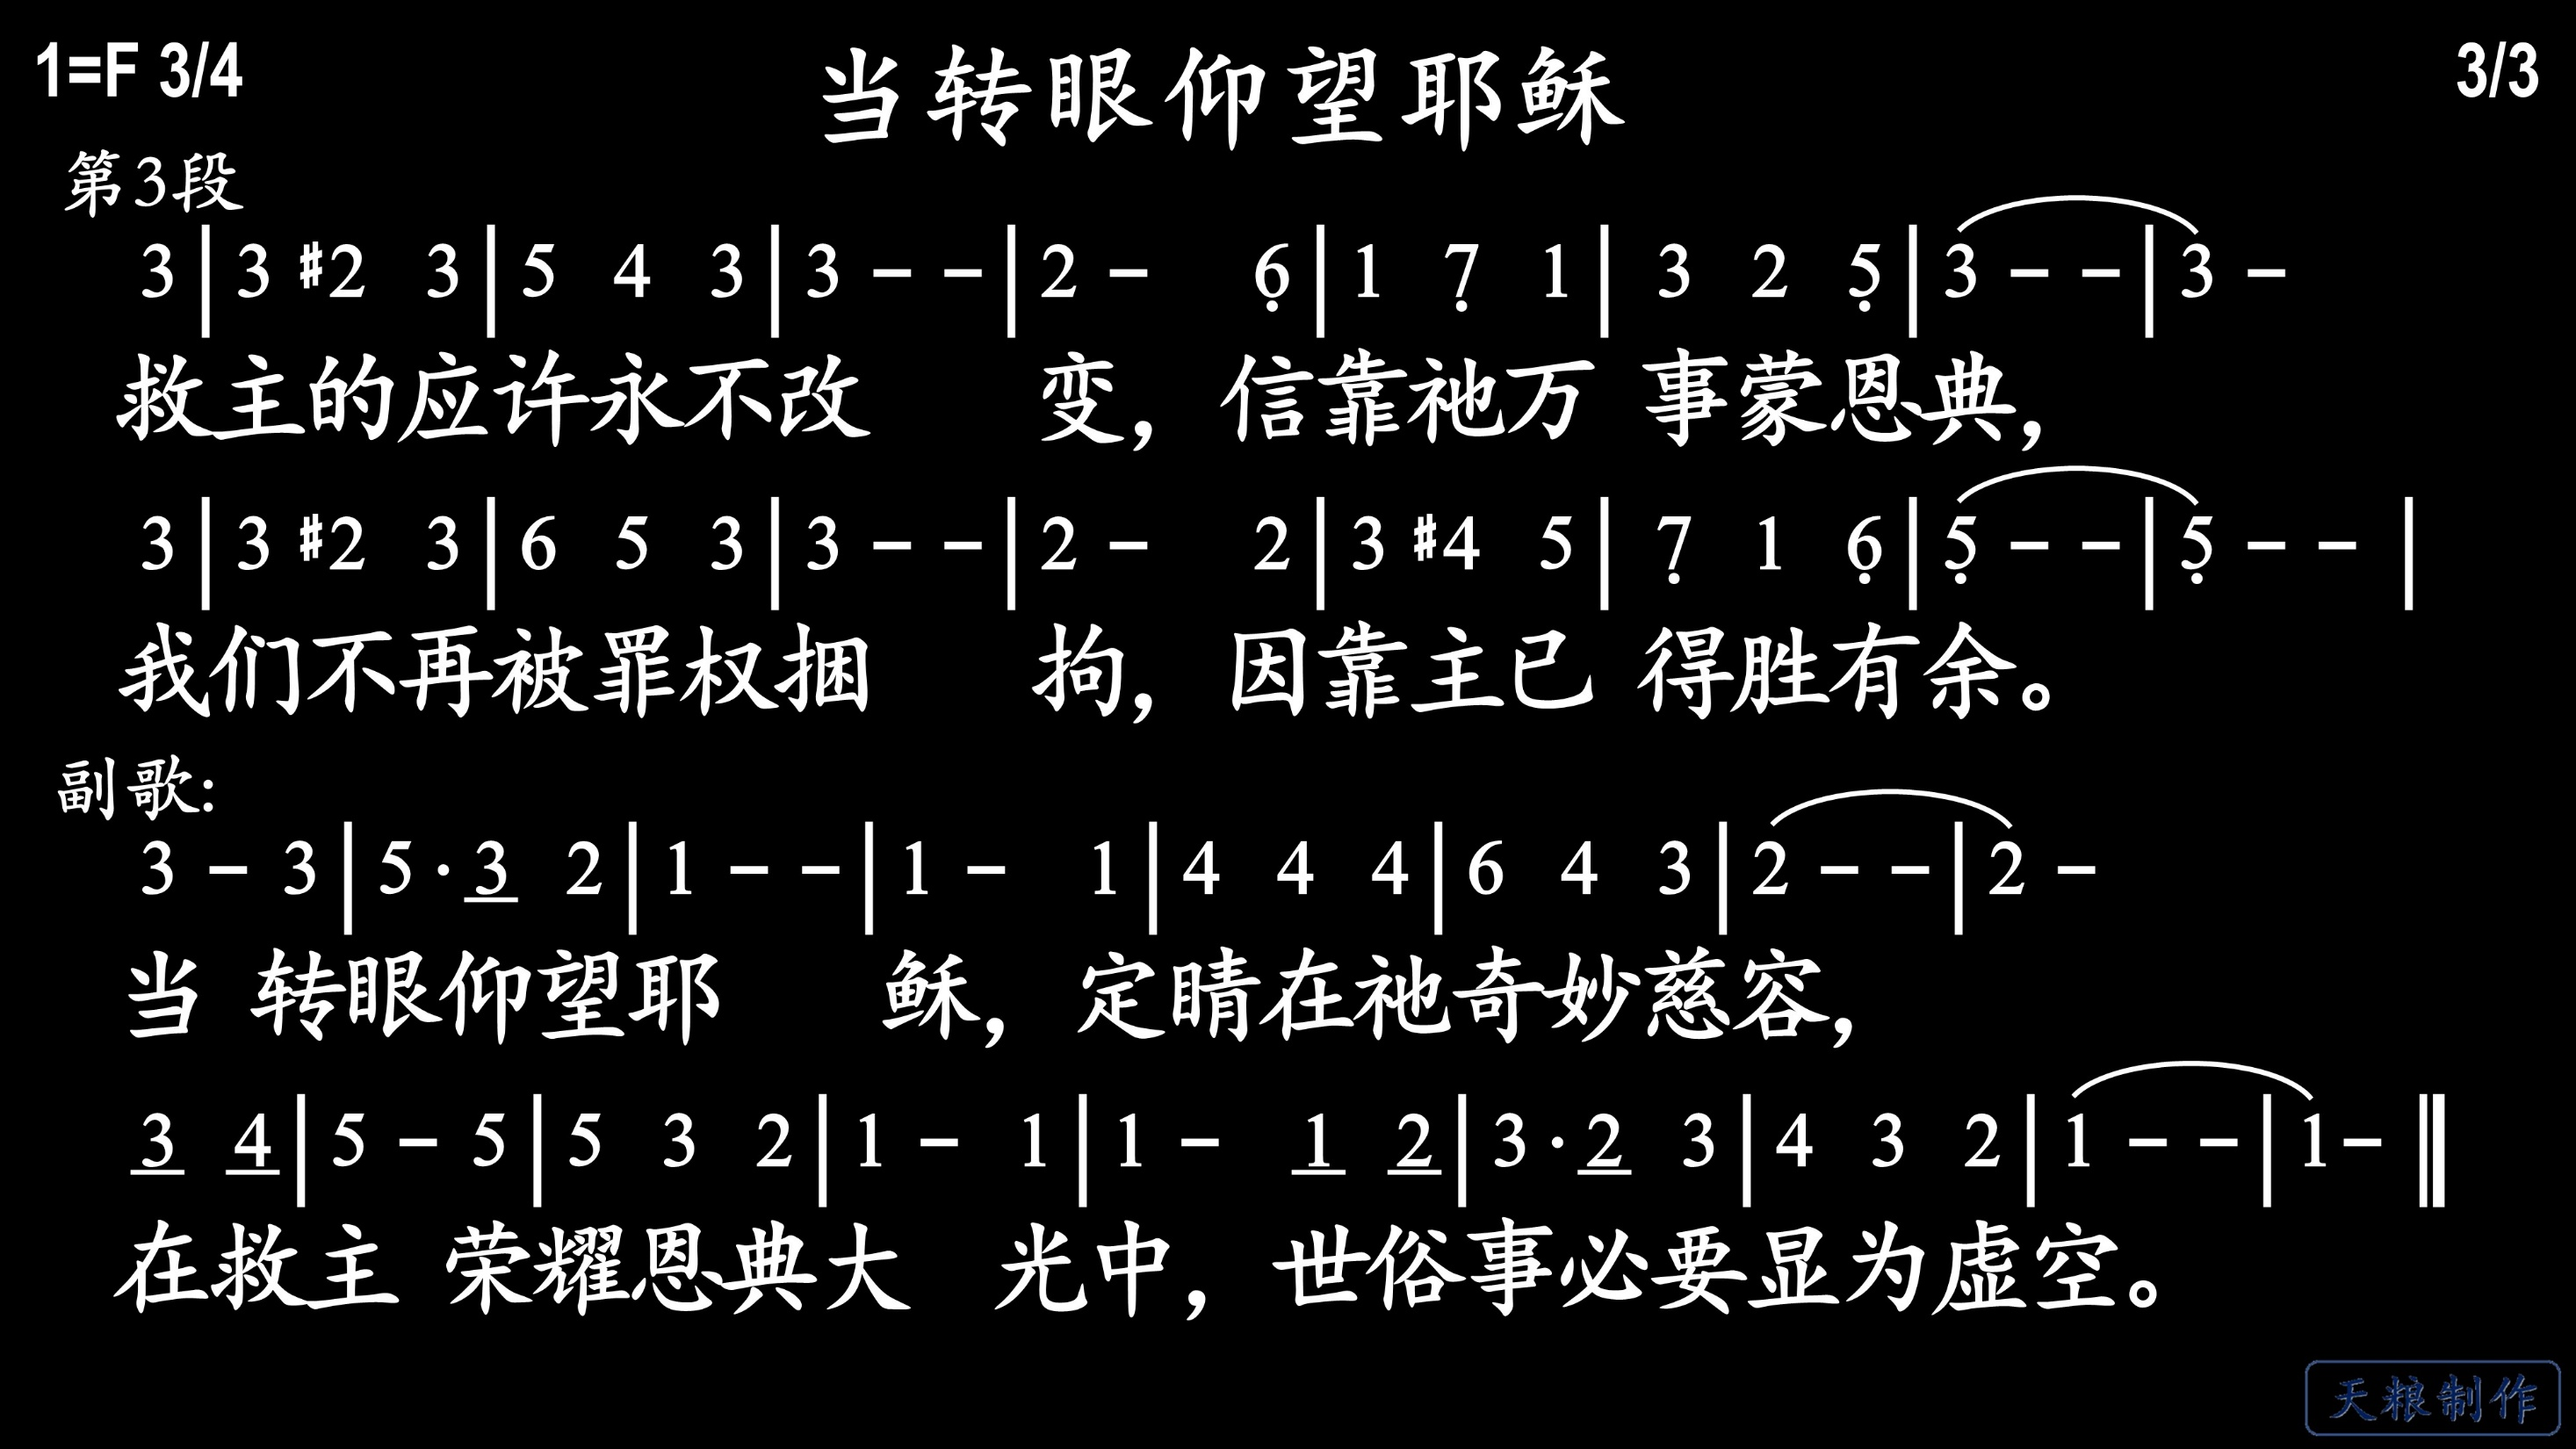 1=F 3/4 当转眼仰望耶稣 3/3
第3段
3 | 3 #2 3 | 5 4 3 | 3 - - | 2 - 6̣ | 1 7̣ 1 | 3 2 5̣ | 3 - - | 3 -
救主的应许永不改 变，信靠祂万 事蒙恩典，
3 | 3 #2 3 | 6 5 3 | 3 - - | 2 - 2 | 3 #4 5 | 7̣ 1 6̣ | 5̣ - - | 5̣ - - |
我们不再被罪权捆 拘，因靠主已 得胜有余。
副歌:
3 - 3 | 5 · 3̲ 2 | 1 - - | 1 - 1 | 4 4 4 | 6 4 3 | 2 - - | 2 -
当 转眼仰望耶 稣，定睛在祂奇妙慈容，
3̲ 4̲ | 5 - 5 | 5 3 2 | 1 - 1 | 1 - 1̲ 2̲ | 3 · 2̲ 3 | 4 3 2 | 1 - - | 1 - ‖
在救主 荣耀恩典大 光中，世俗事必要显为虚空。
天粮制作